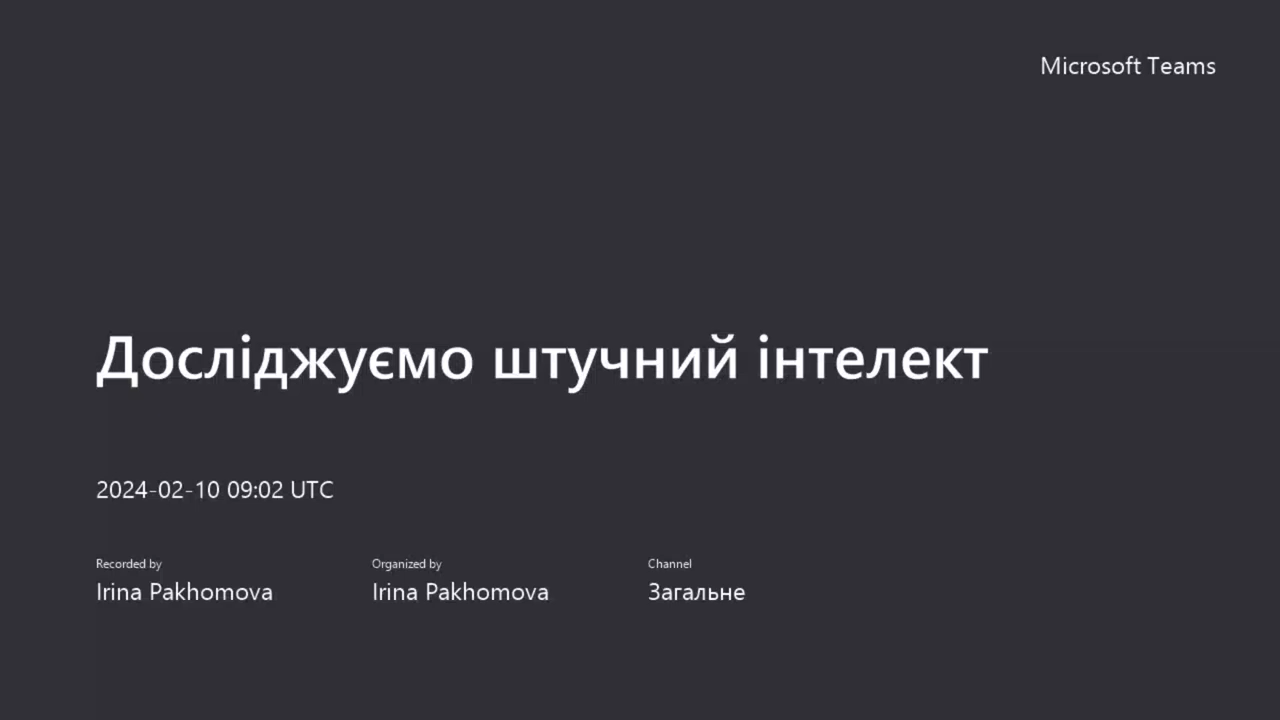 Microsoft Teams
Досліджуємо штучний інтелект
2024-02-10 09:02 UTC
Recorded by
Irina Pakhomova
Organized by
Irina Pakhomova
Channel
Загальне